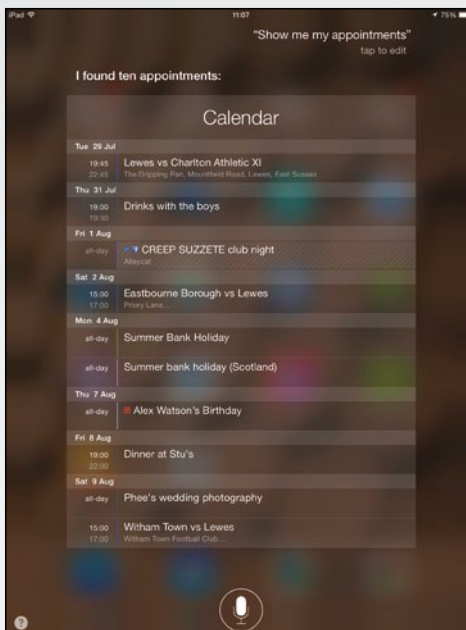 iPad 11:07 75%
“Show me my appointments”
tap to edit
I found ten appointments:
Calendar
Tue 29 Jul
19:45 Lewes vs Charlton Athletic XI
22:45 The Dripping Pan, Mountfield Road, Lewes, East Sussex
Thu 31 Jul
19:00 Drinks with the boys
19:30
Fri 1 Aug
all-day CREEP SUZZETE club night
Alleycat
Sat 2 Aug
15:00 Eastbourne Borough vs Lewes
17:00 Priory Lane...
Mon 4 Aug
all-day Summer Bank Holiday
all-day Summer bank holiday (Scotland)
Thu 7 Aug
all-day Alex Watson's Birthday
Fri 8 Aug
19:00 Dinner at Stu's
22:00
Sat 9 Aug
all-day Phee's wedding photography
15:00 Witham Town vs Lewes
17:00 Witham Town Football Club...
?